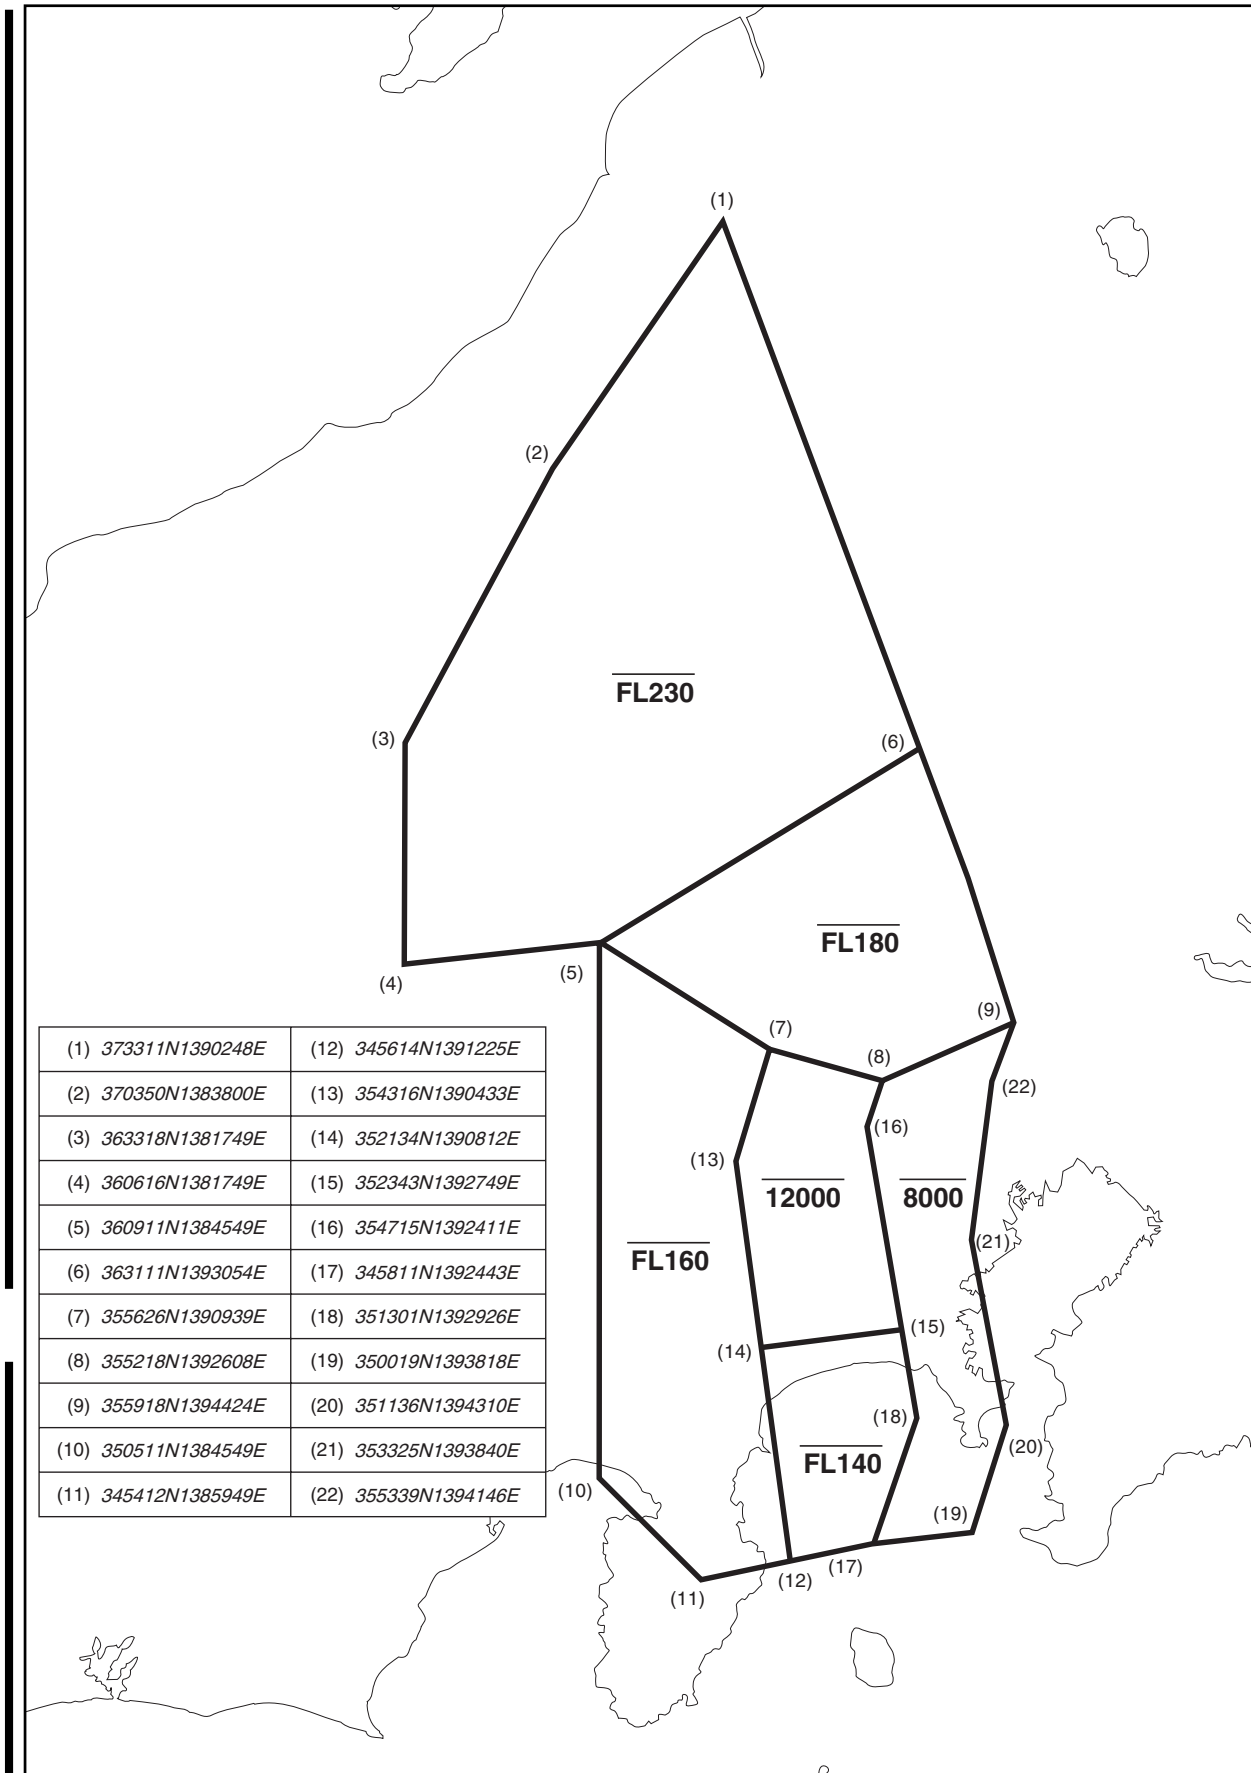 (1)
(2)
FL230
(3)
(6)
FL180
(4)
(5)
(9)
(7)
(8)
(22)
(16)
(13)
12000
8000
(21)
FL160
(15)
(14)
(18)
(20)
FL140
(10)
(19)
(17)
(12)
(11)
(1) 373311N1390248E (12) 345614N1391225E
(2) 370350N1383800E (13) 354316N1390433E
(3) 363318N1381749E (14) 352134N1390812E
(4) 360616N1381749E (15) 352343N1392749E
(5) 360911N1384549E (16) 354715N1392411E
(6) 363111N1393054E (17) 345811N1392443E
(7) 355626N1390939E (18) 351301N1392926E
(8) 355218N1392608E (19) 350019N1393818E
(9) 355918N1394424E (20) 351136N1394310E
(10) 350511N1384549E (21) 353325N1393840E
(11) 345412N1385949E (22) 355339N1394146E